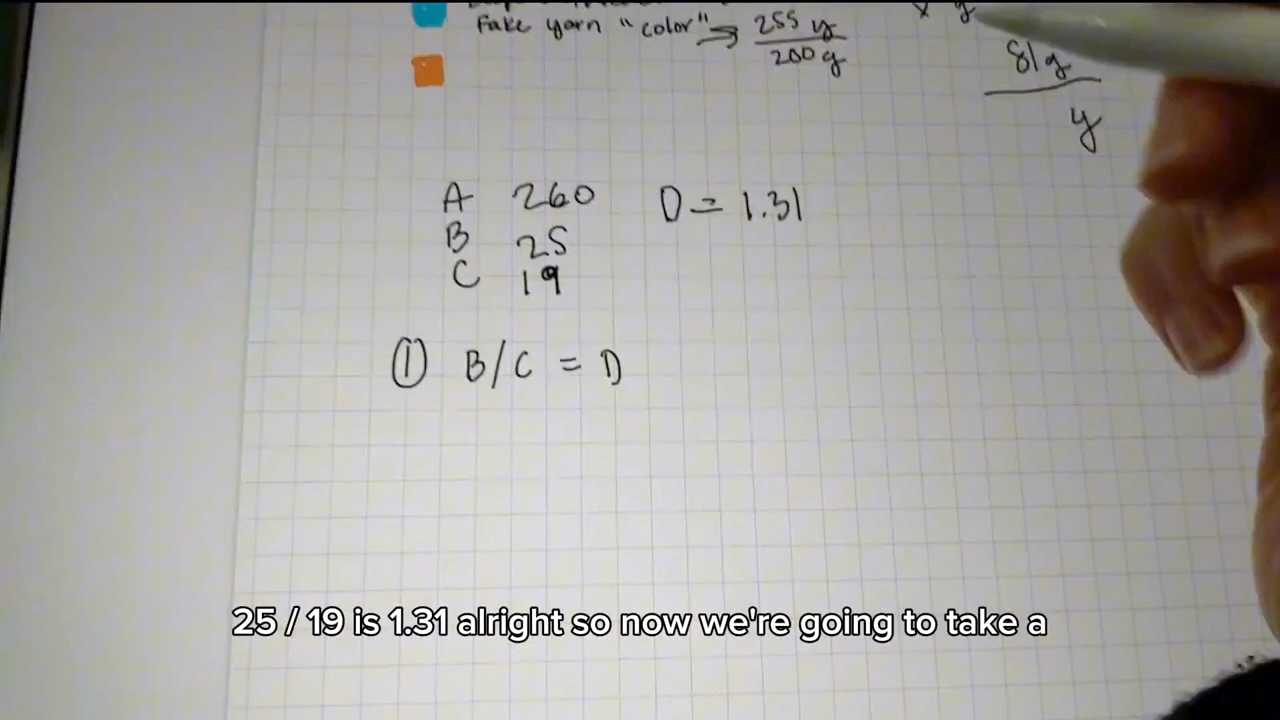 Fake yarn "color" => 255 y
200 g
x g
81g
y
A 260 D = 1.31
B 25
C 19
① B/C = D
25 / 19 is 1.31 alright so now we're going to take a